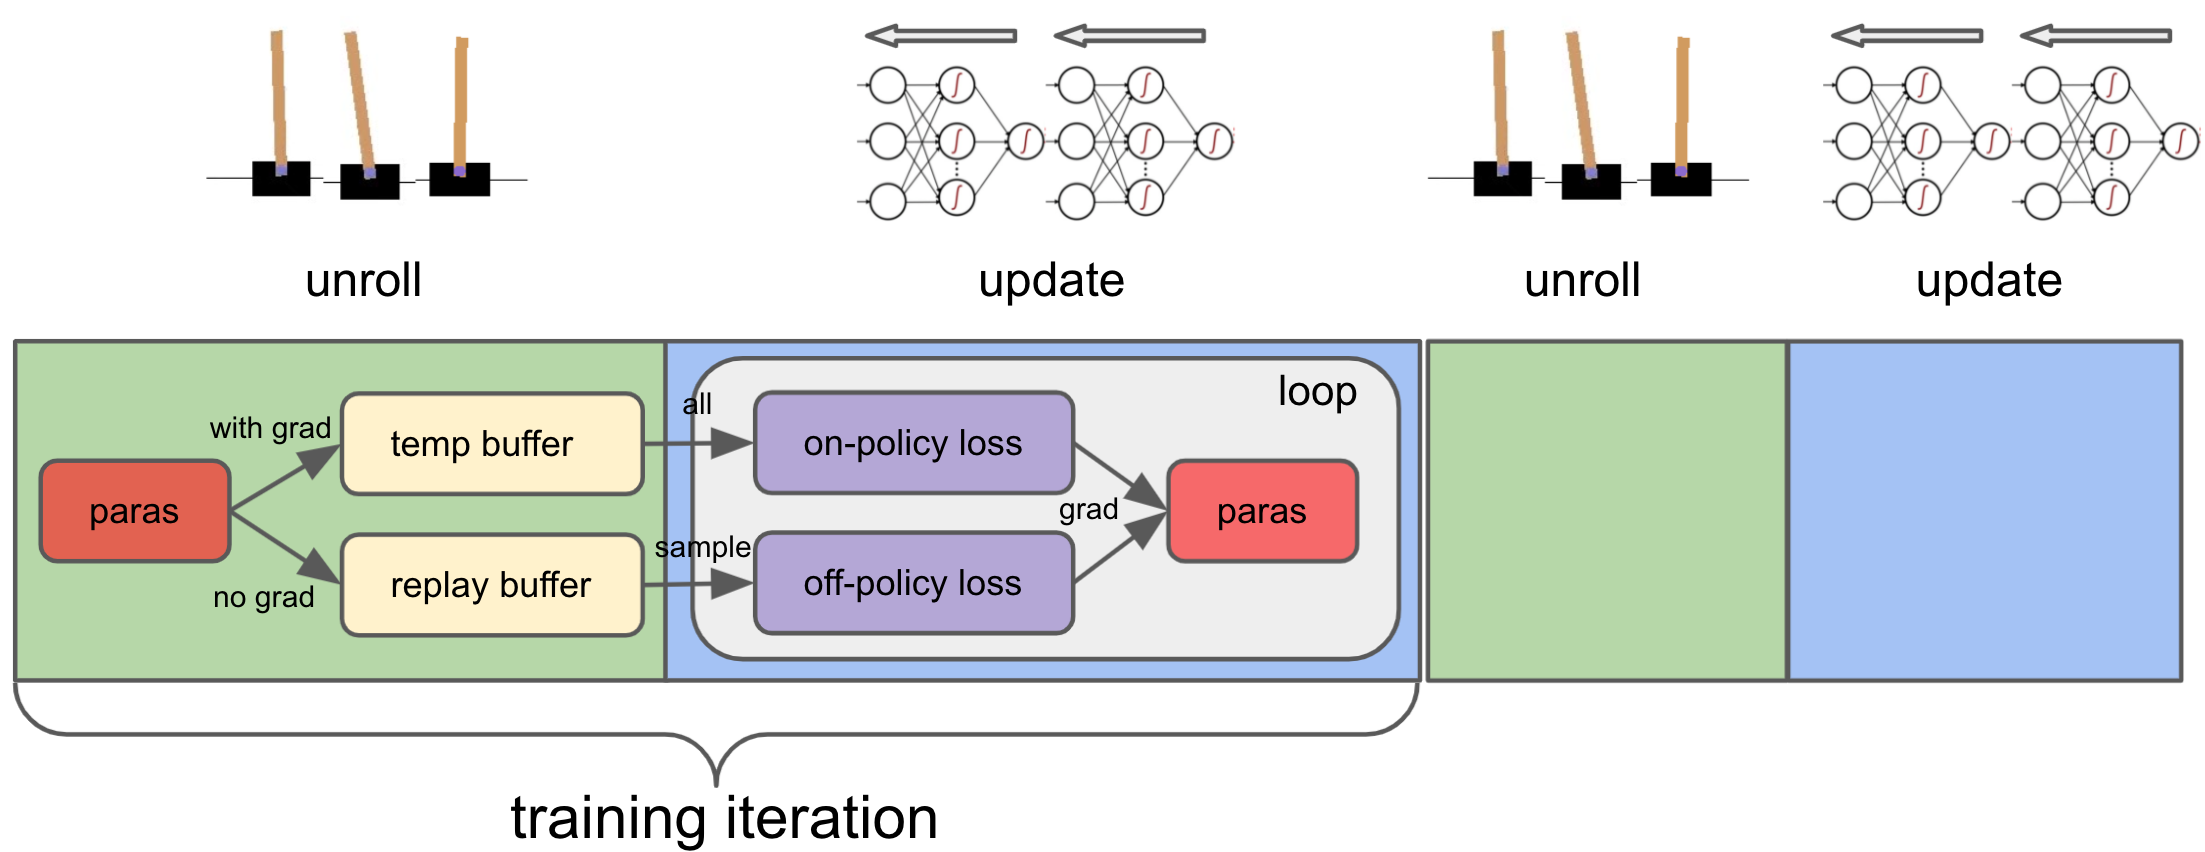 unroll
update
unroll
update
all
loop
with grad
temp buffer
on-policy loss
paras
grad
paras
sample
no grad
replay buffer
off-policy loss
training iteration